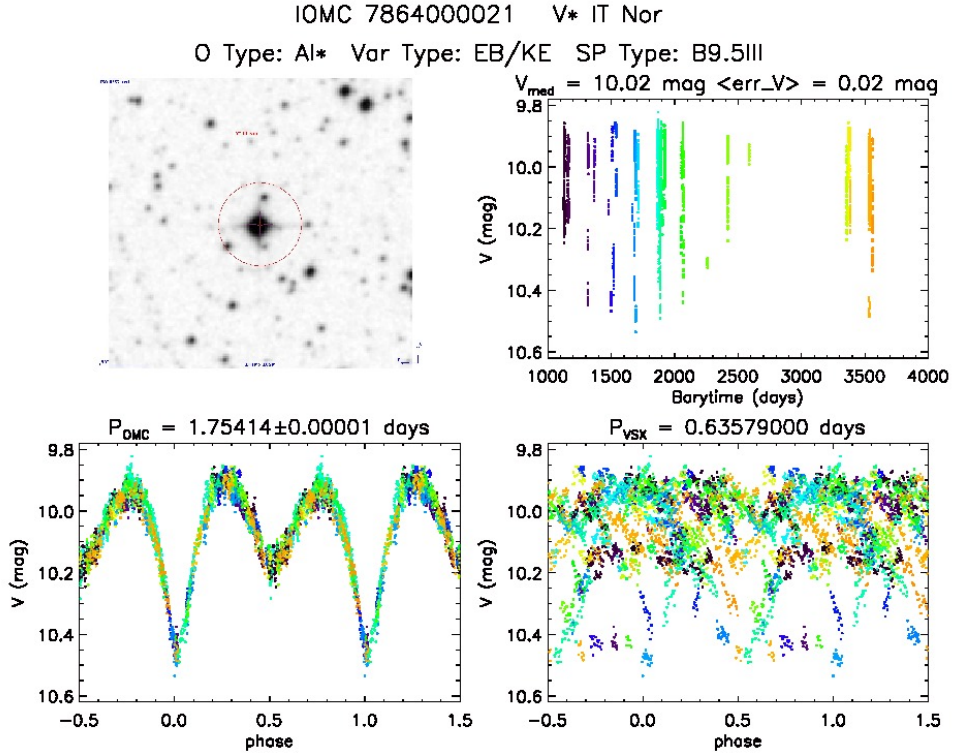 IOMC 7864000021 V* IT Nor
O Type: Al* Var Type: EB/KE SP Type: B9.5III
V_med = 10.02 mag <err_V> = 0.02 mag
9.8
10.0
10.2
10.4
10.6
V (mag)
1000 1500 2000 2500 3000 3500 4000
Barytime (days)
P_OMC = 1.75414±0.00001 days
9.8
10.0
10.2
10.4
10.6
V (mag)
-0.5 0.0 0.5 1.0 1.5
phase
P_VSX = 0.63579000 days
9.8
10.0
10.2
10.4
10.6
V (mag)
-0.5 0.0 0.5 1.0 1.5
phase